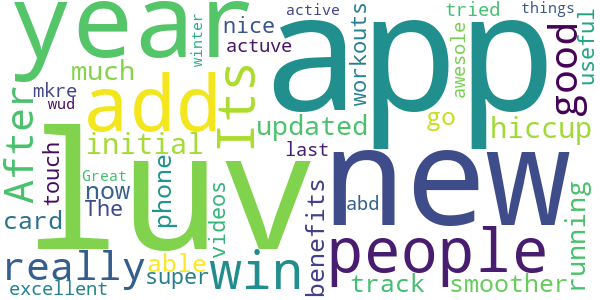 year
app
luv
new
add
Its
After
people
win
really
good
initial
updated
hiccup
much
nice
actuve
active
tried
things
useful
workouts
awesole
winter
mkre
wud
touch
now
phone
go
last
The
Great
card
able
super
videos
benefits
abd
excellent
track
smoother
running